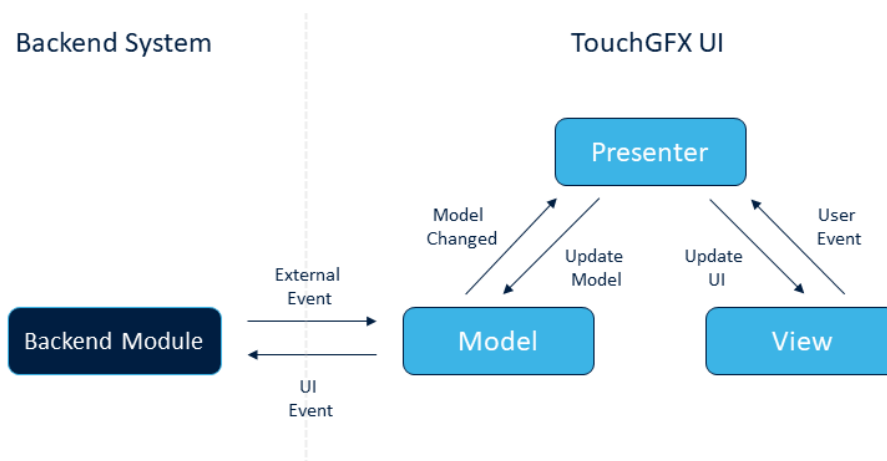 Backend System
TouchGFX UI
Presenter
Model
Changed
User
Event
Update
Model
Update
UI
External
Event
Backend Module
Model
View
UI
Event